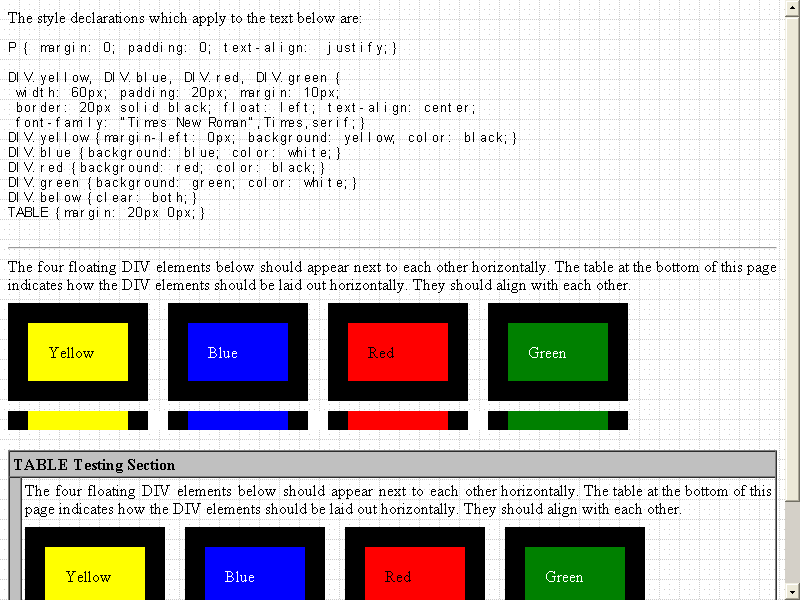 The style declarations which apply to the text below are:
P { margin: 0; padding: 0; text-align: justify; }
DIV.yellow, DIV.blue, DIV.red, DIV.green {
width: 60px; padding: 20px; margin: 10px;
border: 20px solid black; float: left; text-align: center;
font-family: "Times New Roman",Times,serif; }
DIV.yellow {margin-left: 0px; background: yellow; color: black; }
DIV.blue {background: blue; color: white; }
DIV.red {background: red; color: black; }
DIV.green {background: green; color: white; }
DIV.below {clear: both; }
TABLE {margin: 20px 0px; }
The four floating DIV elements below should appear next to each other horizontally. The table at the bottom of this page
indicates how the DIV elements should be laid out horizontally. They should align with each other.
Yellow Blue Red Green
TABLE Testing Section
The four floating DIV elements below should appear next to each other horizontally. The table at the bottom of this
page indicates how the DIV elements should be laid out horizontally. They should align with each other.
Yellow Blue Red Green